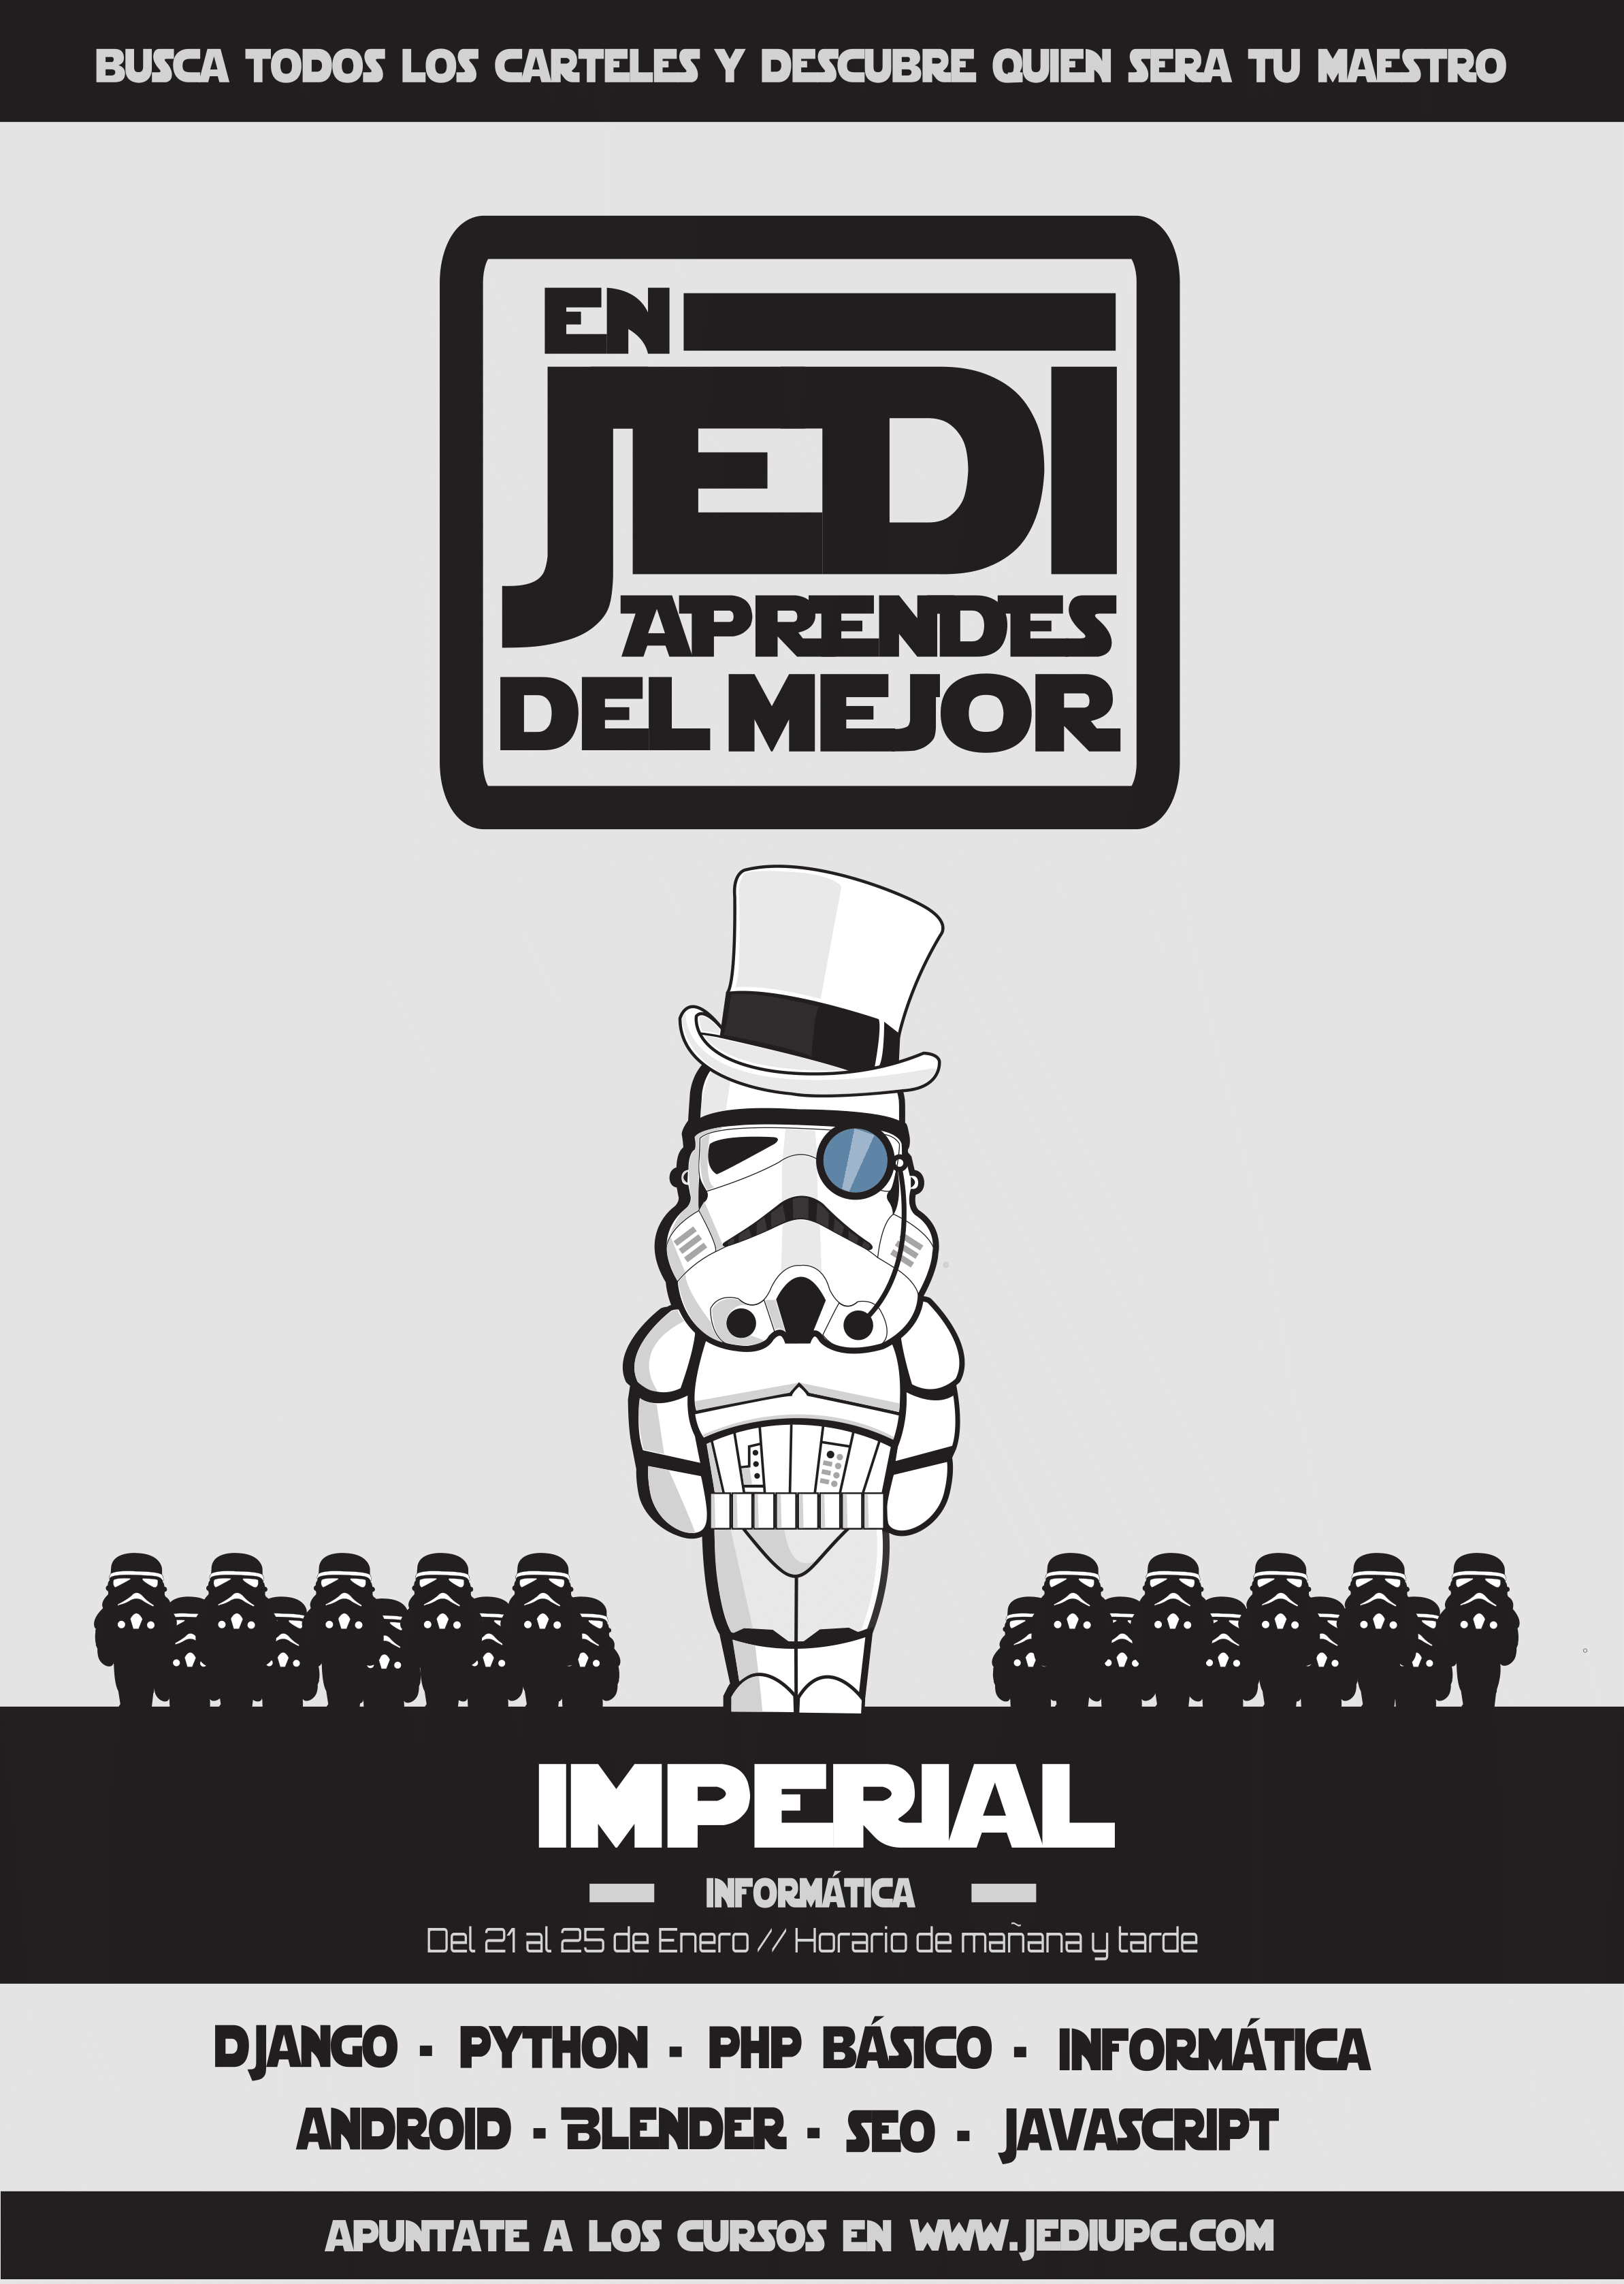 BUSCA TODOS LOS CARTELES Y DESCUBRE QUIEN SERA TU MAESTRO
EN
JEDI
APRENDES
DEL MEJOR
IMPERIAL
INFORMÁTICA
Del 21 al 25 de Enero // Horario de mañana y tarde
DJANGO - PYTHON - PHP BÁSICO - INFORMÁTICA
ANDROID - BLENDER - SEO - JAVASCRIPT
APUNTATE A LOS CURSOS EN WWW.JEDIUPC.COM